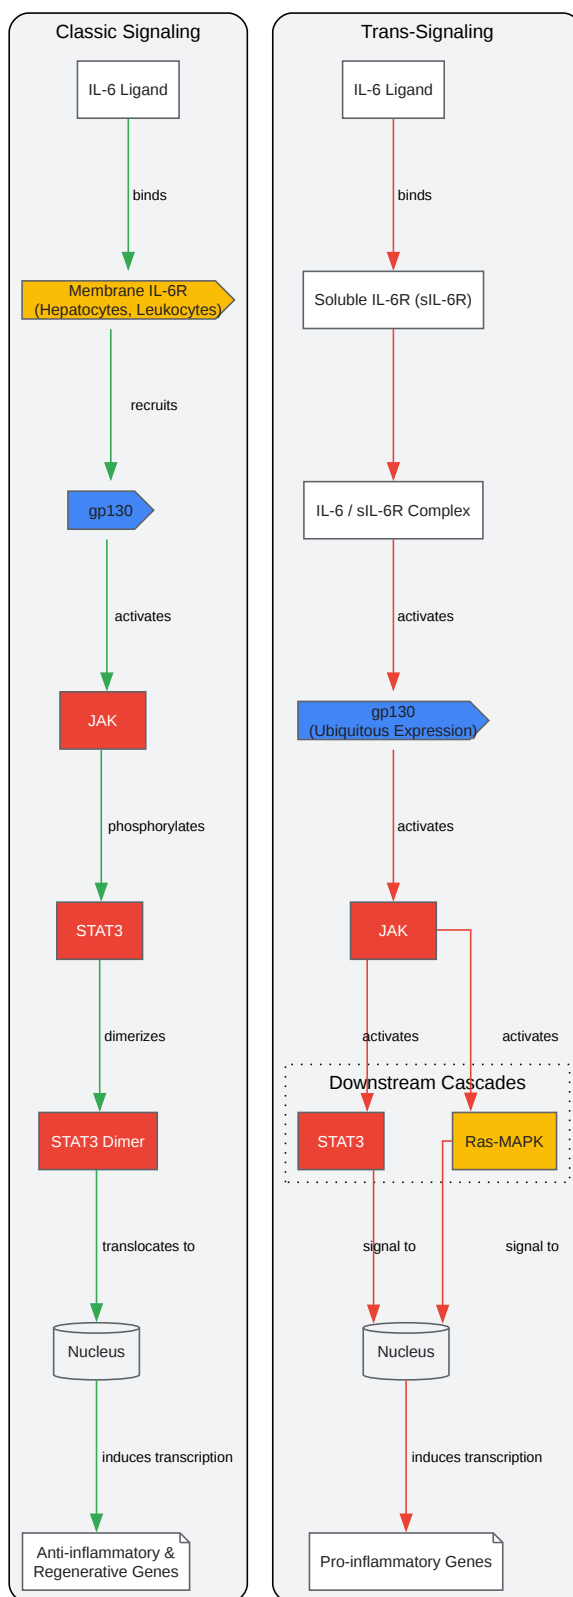 Classic Signaling
IL-6 Ligand
binds
Membrane IL-6R
(Hepatocytes, Leukocytes)
recruits
gp130
activates
JAK
phosphorylates
STAT3
dimerizes
STAT3 Dimer
translocates to
Nucleus
induces transcription
Anti-inflammatory &
Regenerative Genes
Trans-Signaling
IL-6 Ligand
binds
Soluble IL-6R (sIL-6R)
IL-6 / sIL-6R Complex
activates
gp130
(Ubiquitous Expression)
activates
JAK
activates
activates
Downstream Cascades
STAT3
Ras-MAPK
signal to
signal to
Nucleus
induces transcription
Pro-inflammatory Genes